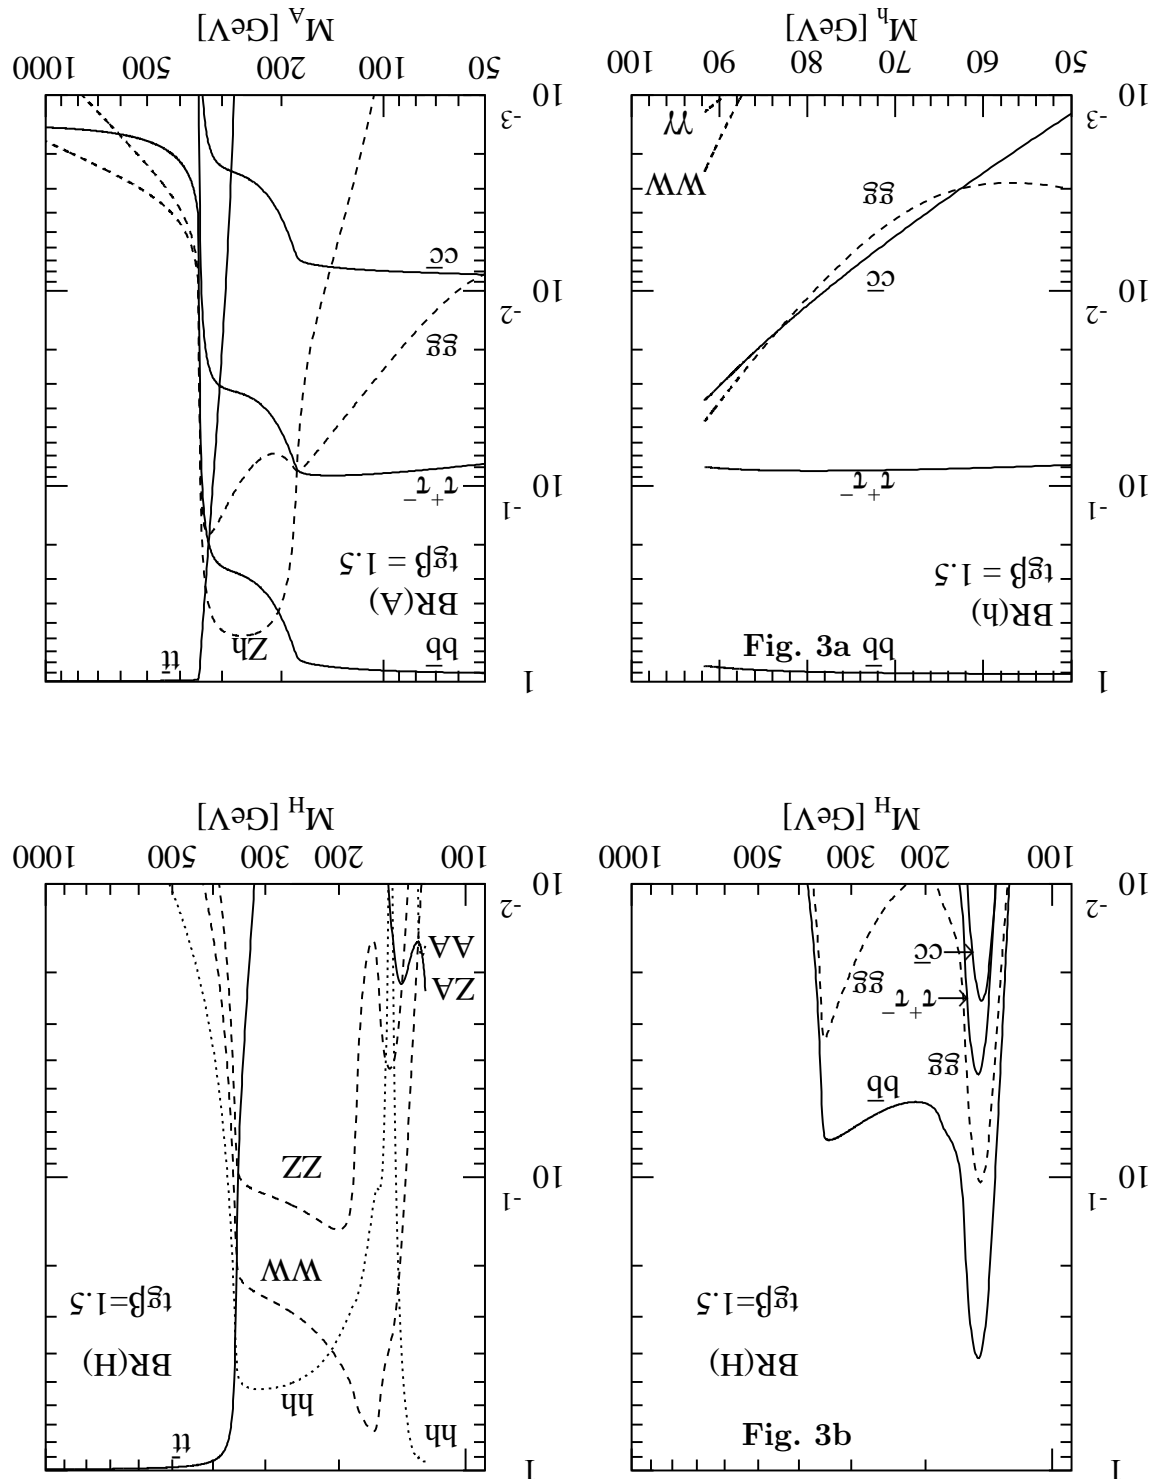 1
BR(H)
tgβ=1.5
bb̄
gg
τ⁺τ⁻
gg
cc̄
10⁻¹
10⁻²
100 200 300 500 1000
M_H [GeV]
Fig. 3b
1
hh
tt̄
hh
BR(H)
tgβ=1.5
WW
ZZ
ZA
AA
10⁻¹
10⁻²
100 200 300 500 1000
M_H [GeV]
1
bb̄
Fig. 3a
BR(h)
tgβ = 1.5
τ⁺τ⁻
cc̄
gg
WW
γγ
10⁻¹
10⁻²
10⁻³
50 60 70 80 90 100
M_h [GeV]
1
bb̄
Zh
tt̄
BR(A)
tgβ = 1.5
τ⁺τ⁻
gg
cc̄
10⁻¹
10⁻²
10⁻³
50 100 200 500 1000
M_A [GeV]